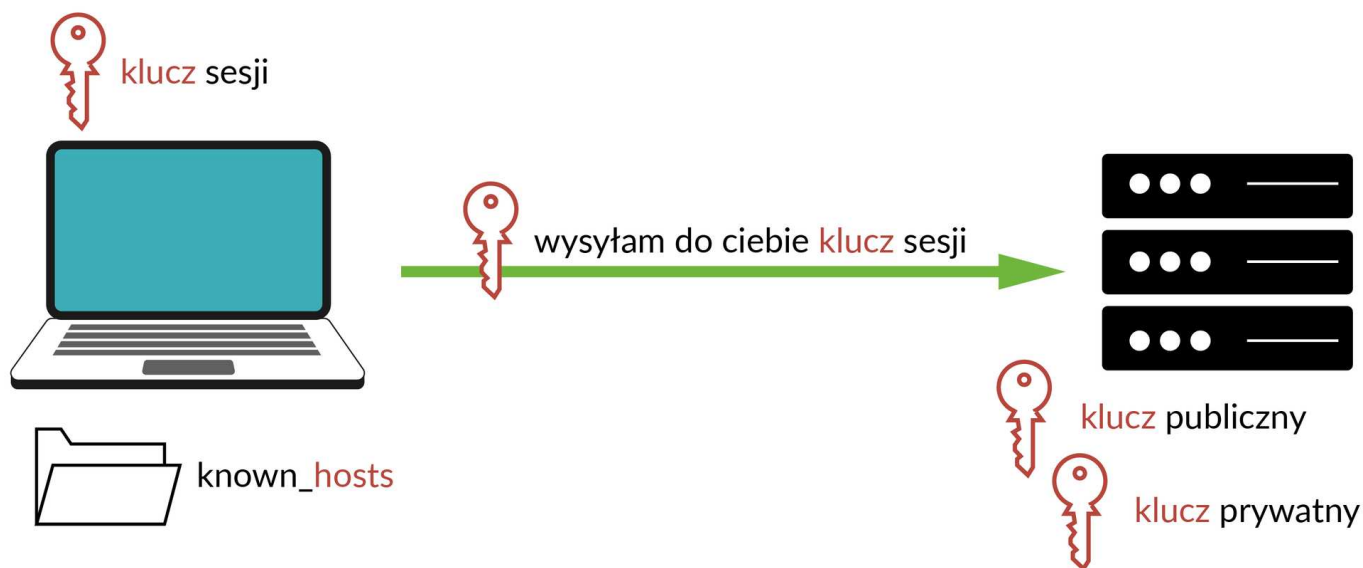 klucz sesji
wysyłam do ciebie klucz sesji
klucz publiczny
known_hosts
klucz prywatny